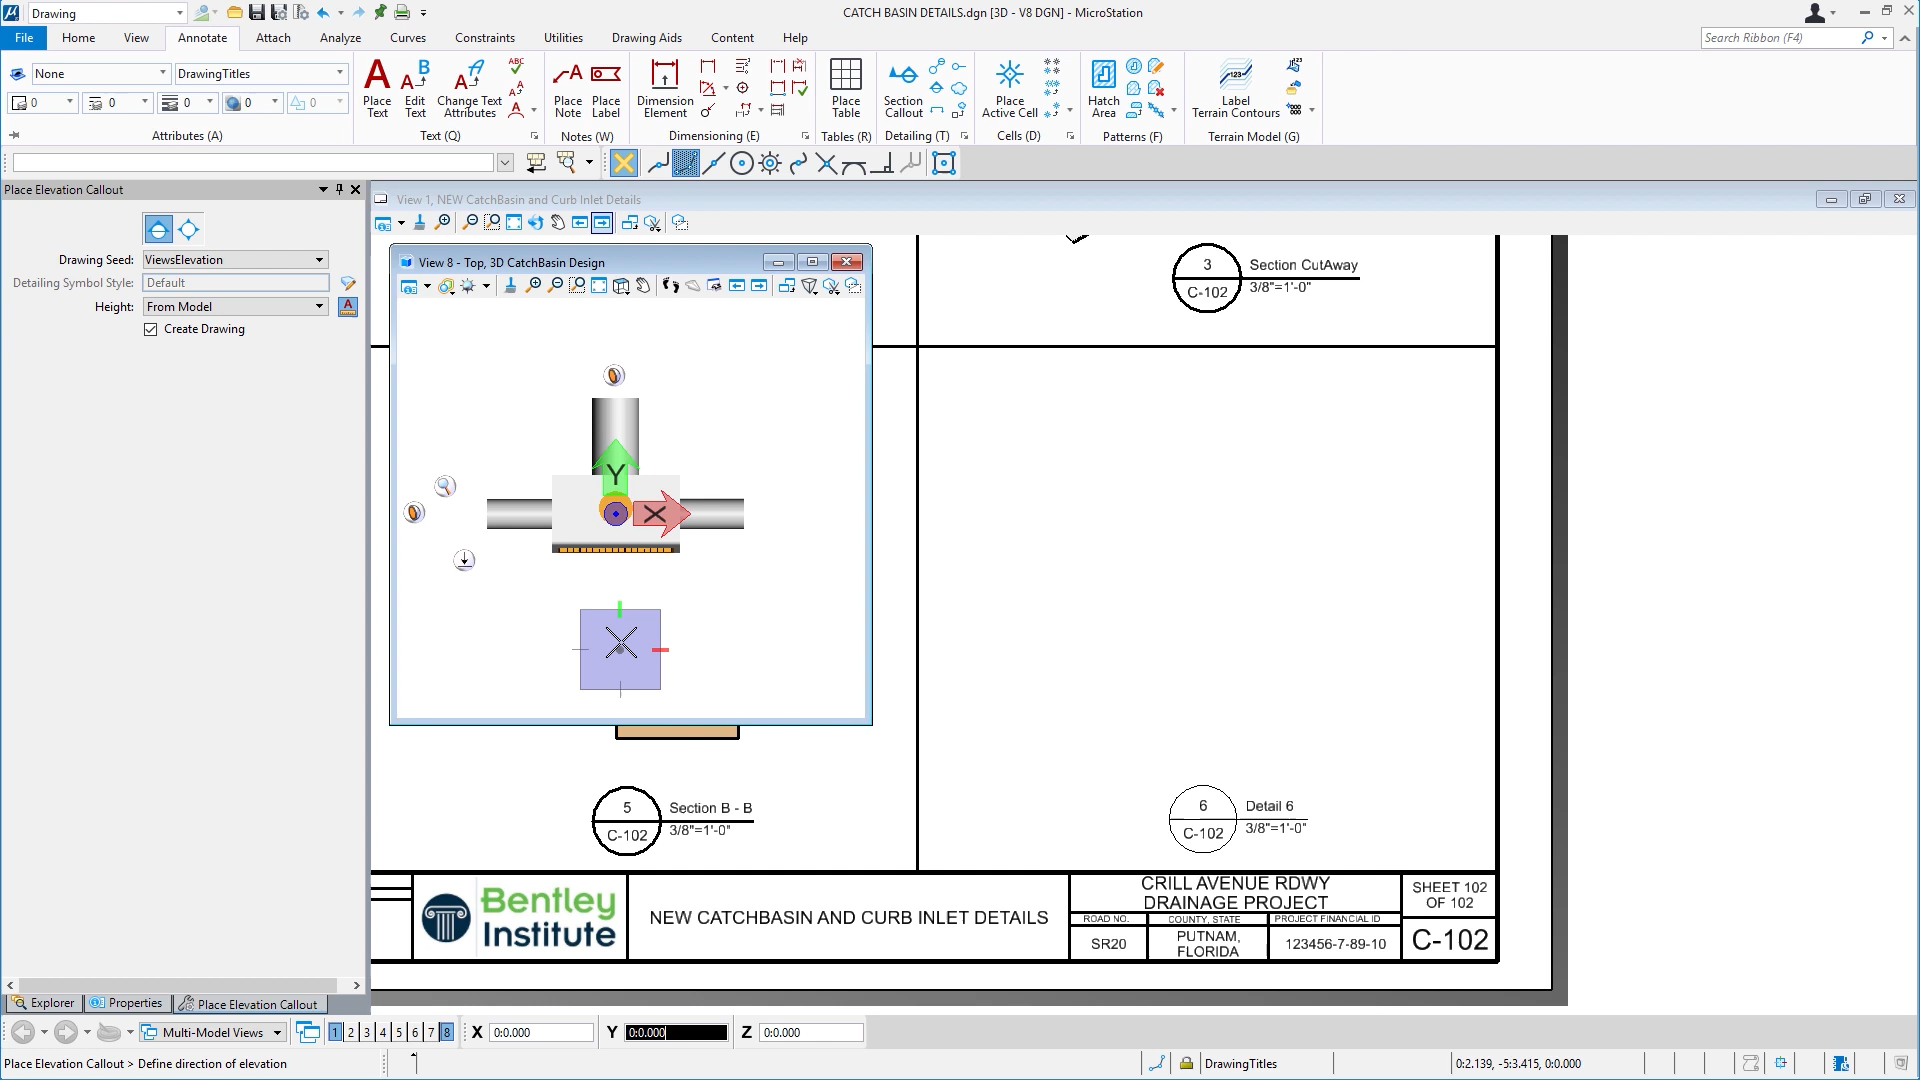 Drawing
CATCH BASIN DETAILS.dgn [3D - V8 DGN] - MicroStation
File Home View Annotate Attach Analyze Curves Constraints Utilities Drawing Aids Content Help
Search Ribbon (F4)
None DrawingTitles
0 0 0 0 0
Attributes (A)
Place Text
Edit Text
Change Text Attributes
ABC
Text (Q)
Place Note
Place Label
Notes (W)
Dimension Element
Dimensioning (E)
Place Table
Tables (R)
Section Callout
Detailing (T)
Place Active Cell
Cells (D)
Hatch Area
Patterns (F)
Label Terrain Contours
Terrain Model (G)
Place Elevation Callout
Drawing Seed: ViewsElevation
Detailing Symbol Style: Default
Height: From Model
Create Drawing
View 1, NEW CatchBasin and Curb Inlet Details
View 8 - Top, 3D CatchBasin Design
Y
X
3
C-102
Section CutAway
3/8"=1'-0"
5
C-102
Section B - B
3/8"=1'-0"
6
C-102
Detail 6
3/8"=1'-0"
Bentley
Institute
NEW CATCHBASIN AND CURB INLET DETAILS
CRILL AVENUE RDWY
DRAINAGE PROJECT
ROAD NO. COUNTY, STATE PROJECT FINANCIAL ID
SR20
PUTNAM,
FLORIDA
123456-7-89-10
SHEET 102
OF 102
C-102
Explorer Properties Place Elevation Callout
Multi-Model Views 1 2 3 4 5 6 7 8 X 0:0.000 Y 0:0.000 Z 0:0.000
Place Elevation Callout > Define direction of elevation
DrawingTitles
0:2.139, -5:3.415, 0:0.000